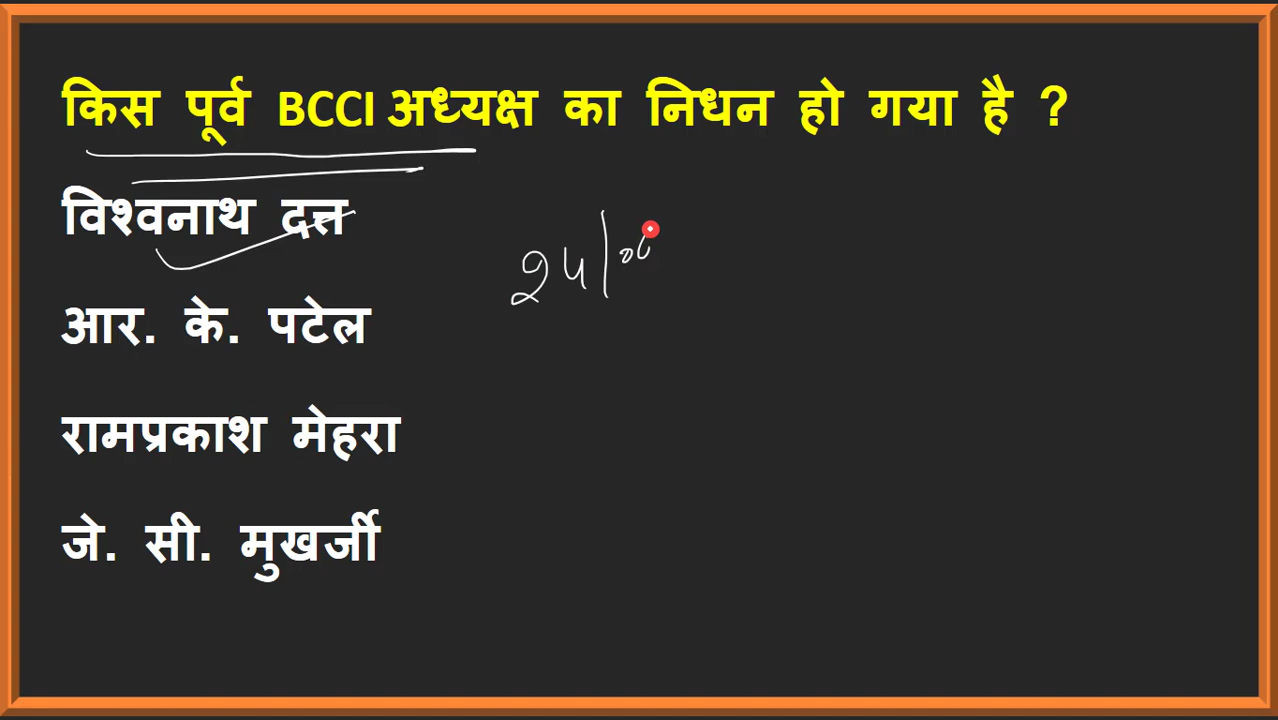 किस पूर्व BCCI अध्यक्ष का निधन हो गया है ?
विश्वनाथ दत्त
आर. के. पटेल
रामप्रकाश मेहरा
जे. सी. मुखर्जी